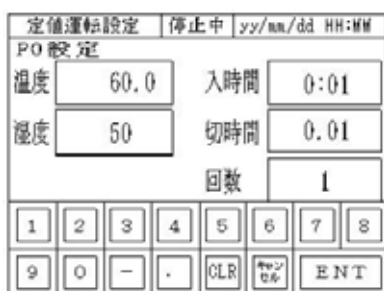 定値運転設定 停止中 yy/mm/dd HH:MM
PO設定
温度 60.0 入時間 0:01
湿度 50 切時間 0.01
回数 1
1 2 3 4 5 6 7 8
9 0 - . CLR キャンセル ENT